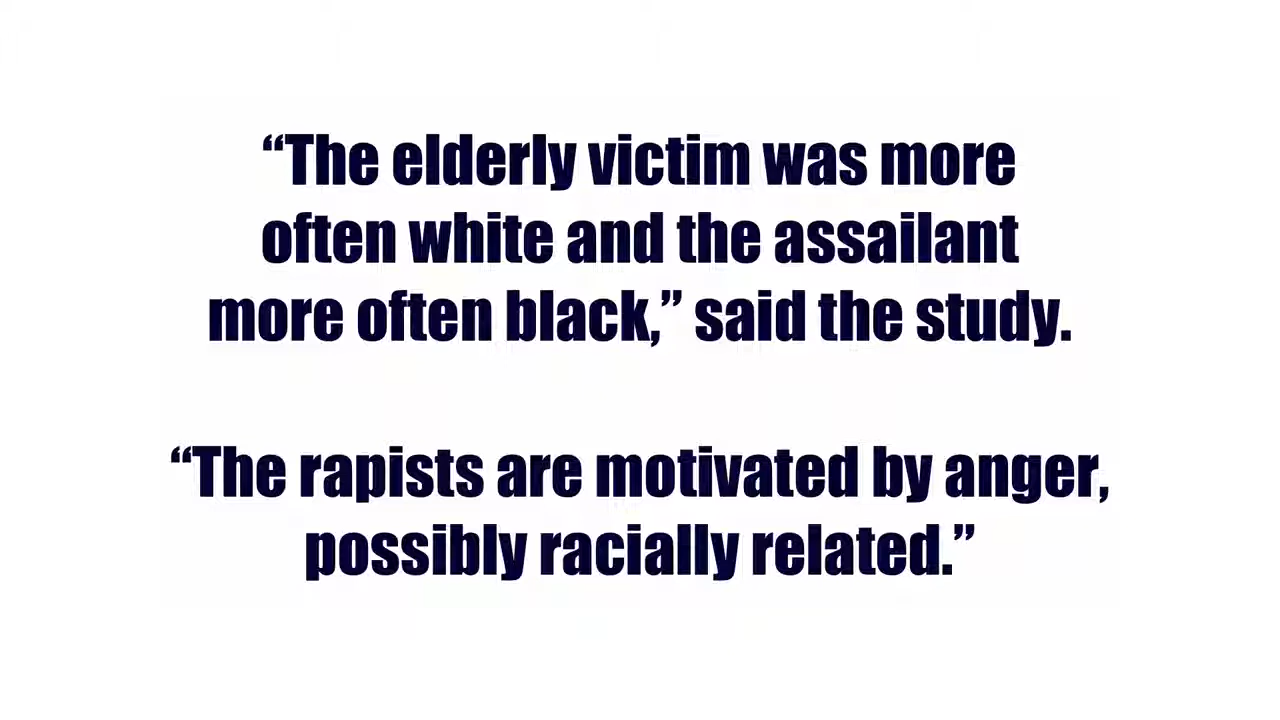 “The elderly victim was more
often white and the assailant
more often black,” said the study.
“The rapists are motivated by anger,
possibly racially related.”